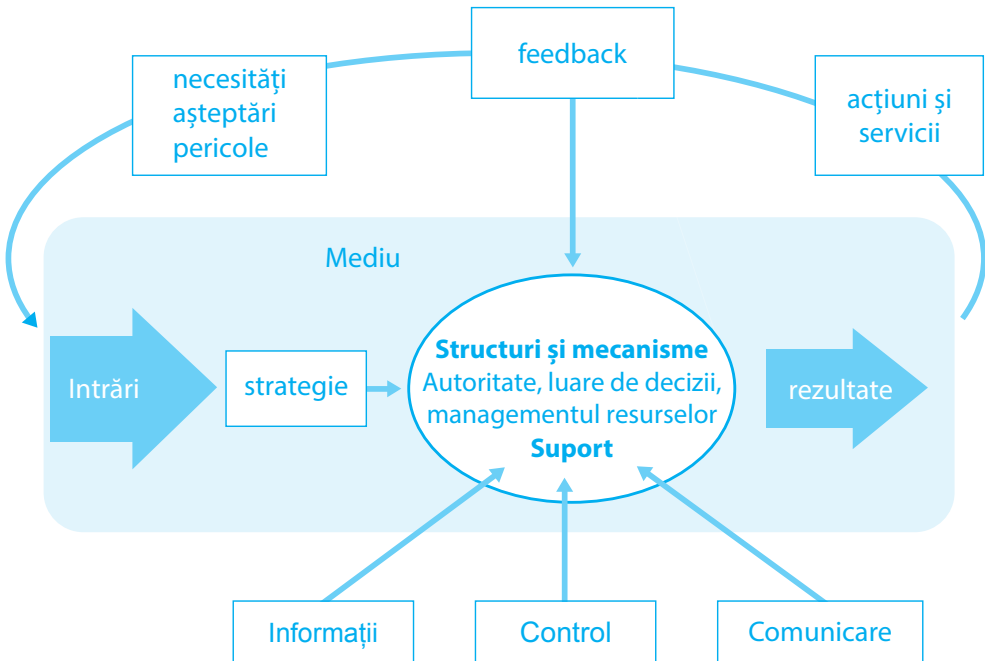 feedback
necesități
așteptări
pericole
acțiuni și
servicii
Mediu
Intrări
strategie
Structuri și mecanisme
Autoritate, luare de decizii,
managementul resurselor
Suport
rezultate
Informații
Control
Comunicare